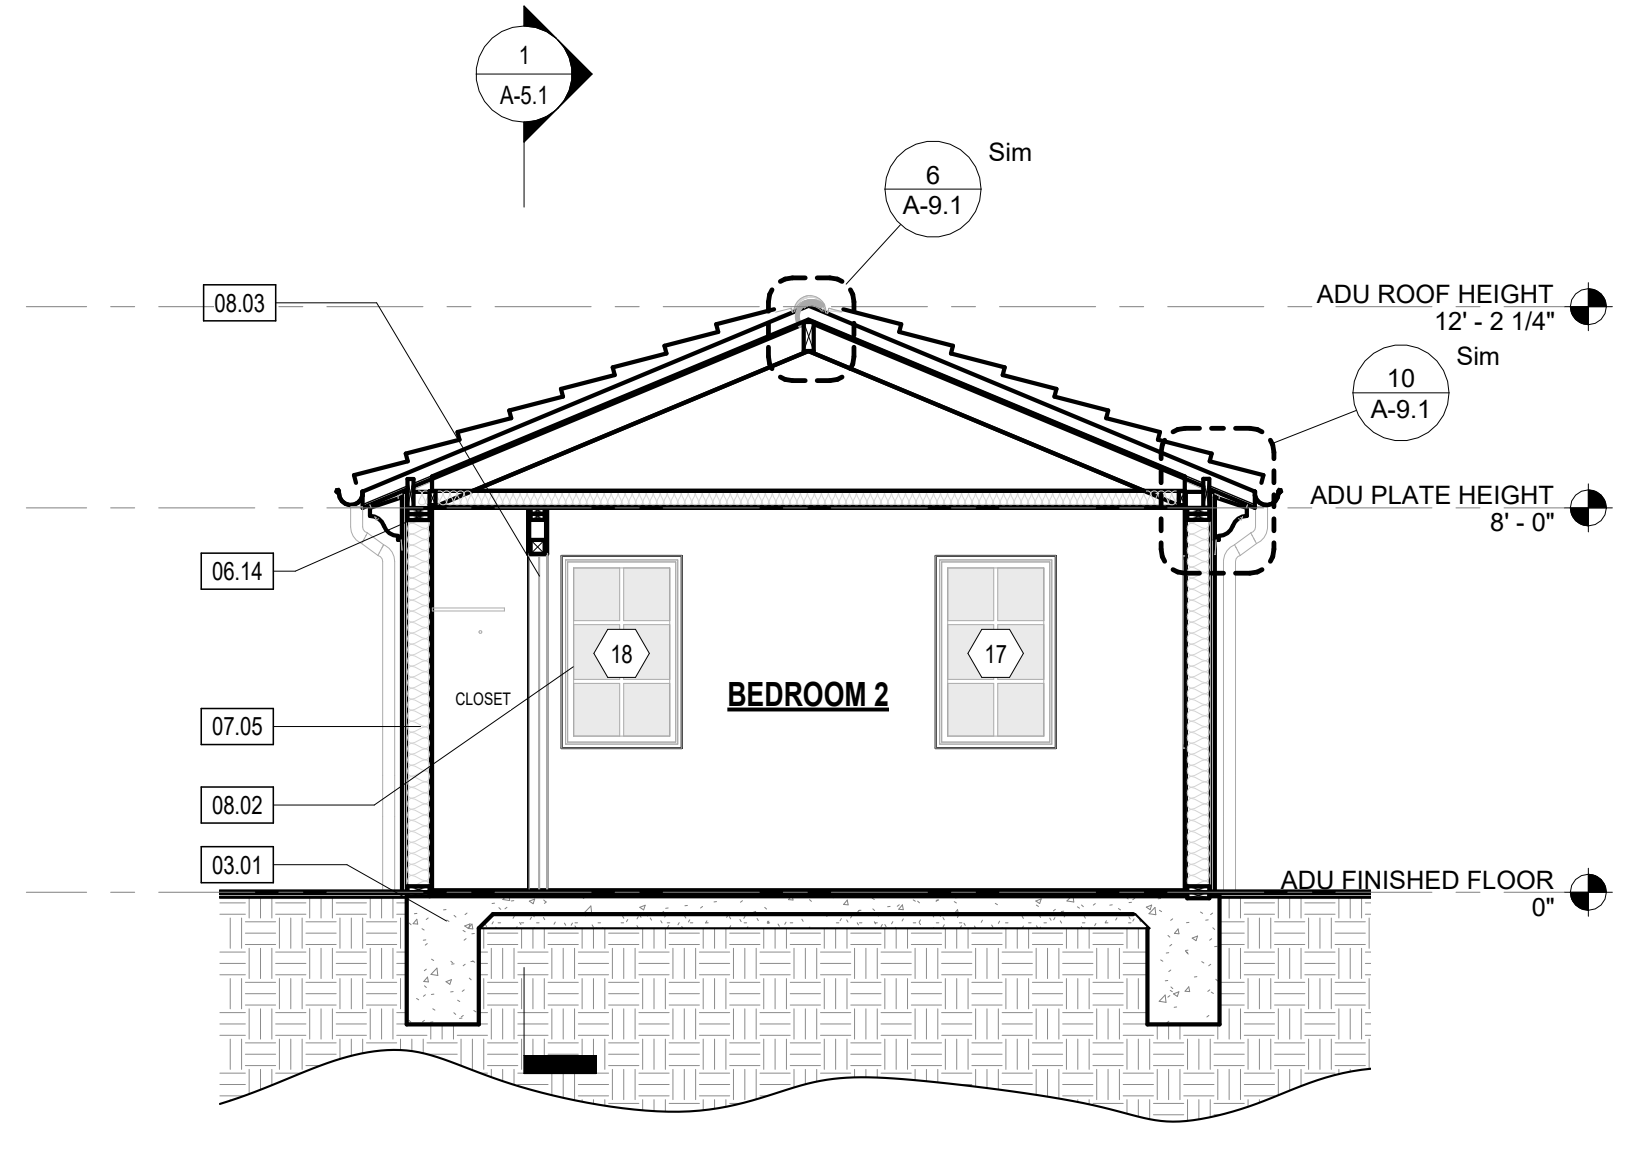 1
A-5.1
6
A-9.1
Sim
08.03
ADU ROOF HEIGHT
12' - 2 1/4"
10
A-9.1
Sim
ADU PLATE HEIGHT
8' - 0"
06.14
18
17
CLOSET
BEDROOM 2
07.05
08.02
03.01
ADU FINISHED FLOOR
0"